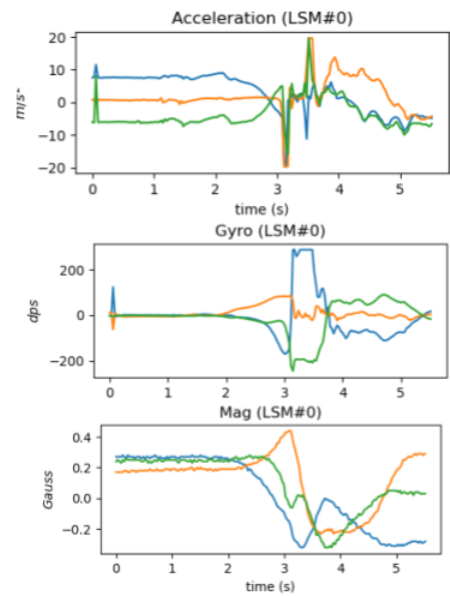 Acceleration (LSM#0)
m/s²
20
10
0
−10
−20
0 1 2 3 4 5
time (s)
Gyro (LSM#0)
dps
200
0
−200
0 1 2 3 4 5
Mag (LSM#0)
Gauss
0.4
0.2
0.0
−0.2
0 1 2 3 4 5
time (s)